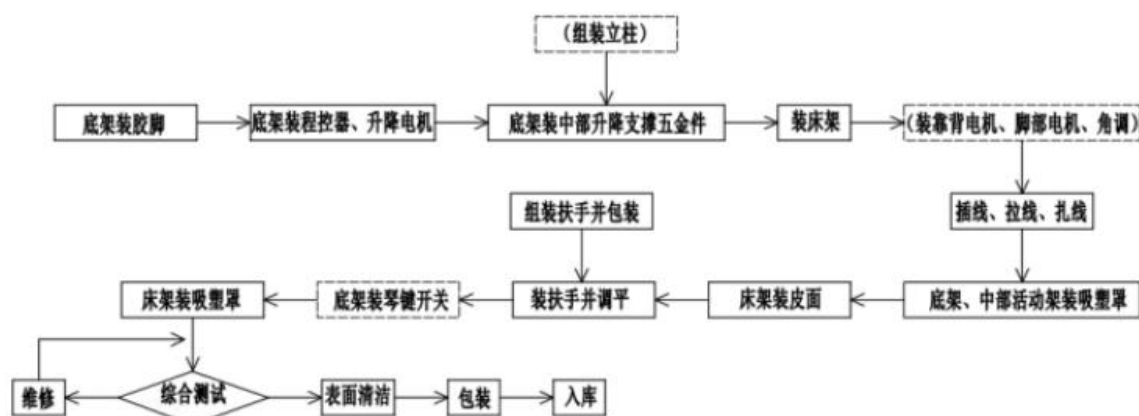 (组装立柱)
底架装胶脚
底架装程控器、升降电机
底架装中部升降支撑五金件
装床架
(装靠背电机、脚部电机、角调)
组装扶手并包装
插线、拉线、扎线
床架装吸塑罩
底架装琴键开关
装扶手并调平
床架装皮面
底架、中部活动架装吸塑罩
维修
综合测试
表面清洁
包装
入库